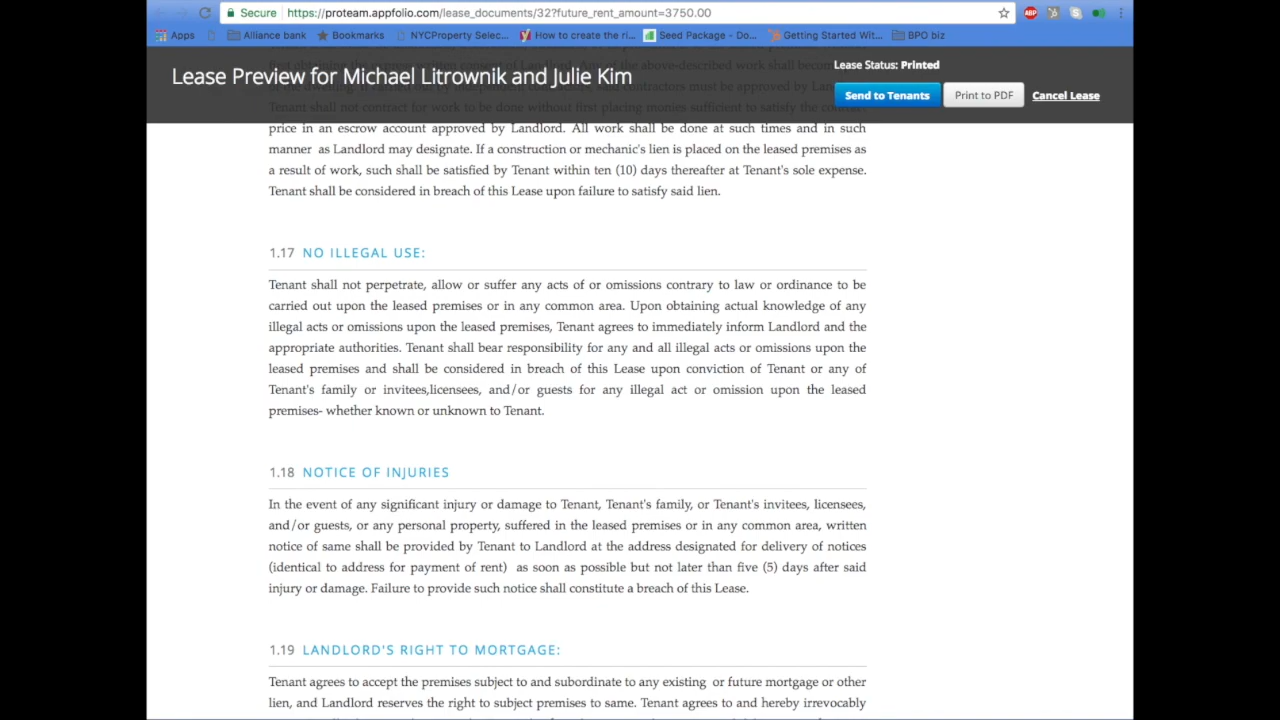 Secure https://proteam.appfolio.com/lease_documents/32?future_rent_amount=3750.00
ABP
Apps Alliance bank Bookmarks NYCProperty Selec... How to create the ri... Seed Package - Do... Getting Started Wit... BPO biz
Lease Preview for Michael Litrownik and Julie Kim
Lease Status: Printed
Send to Tenants Print to PDF Cancel Lease
price in an escrow account approved by Landlord. All work shall be done at such times and in such
manner as Landlord may designate. If a construction or mechanic's lien is placed on the leased premises as
a result of work, such shall be satisfied by Tenant within ten (10) days thereafter at Tenant's sole expense.
Tenant shall be considered in breach of this Lease upon failure to satisfy said lien.
1.17 NO ILLEGAL USE:
Tenant shall not perpetrate, allow or suffer any acts of or omissions contrary to law or ordinance to be
carried out upon the leased premises or in any common area. Upon obtaining actual knowledge of any
illegal acts or omissions upon the leased premises, Tenant agrees to immediately inform Landlord and the
appropriate authorities. Tenant shall bear responsibility for any and all illegal acts or omissions upon the
leased premises and shall be considered in breach of this Lease upon conviction of Tenant or any of
Tenant's family or invitees,licensees, and/or guests for any illegal act or omission upon the leased
premises- whether known or unknown to Tenant.
1.18 NOTICE OF INJURIES
In the event of any significant injury or damage to Tenant, Tenant's family, or Tenant's invitees, licensees,
and/or guests, or any personal property, suffered in the leased premises or in any common area, written
notice of same shall be provided by Tenant to Landlord at the address designated for delivery of notices
(identical to address for payment of rent) as soon as possible but not later than five (5) days after said
injury or damage. Failure to provide such notice shall constitute a breach of this Lease.
1.19 LANDLORD'S RIGHT TO MORTGAGE:
Tenant agrees to accept the premises subject to and subordinate to any existing or future mortgage or other
lien, and Landlord reserves the right to subject premises to same. Tenant agrees to and hereby irrevocably